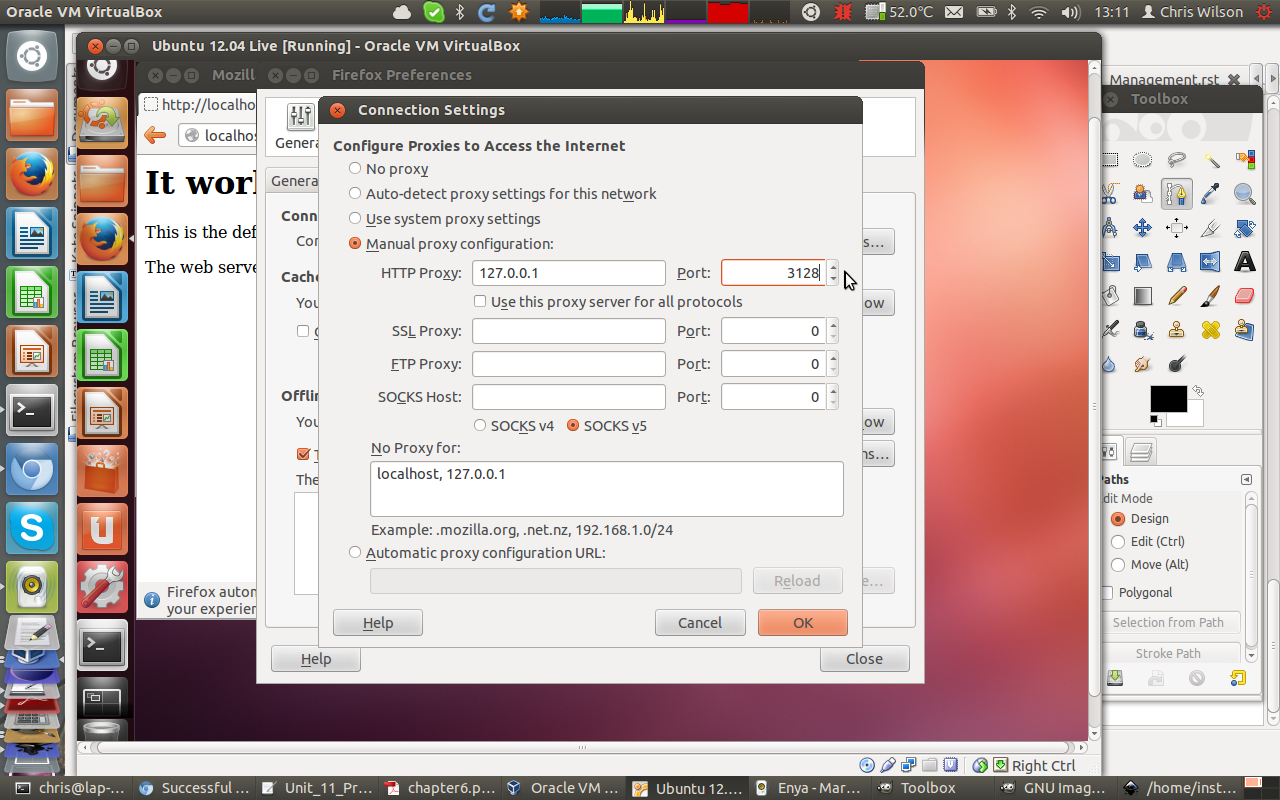 Oracle VM VirtualBox
52.0°C
13:11
Chris Wilson
Ubuntu 12.04 Live [Running] - Oracle VM VirtualBox
Mozill
Firefox Preferences
Management.rst
Toolbox
http://localho
Connection Settings
localhos
Genera
Configure Proxies to Access the Internet
No proxy
Auto-detect proxy settings for this network
Use system proxy settings
Manual proxy configuration:
HTTP Proxy: 127.0.0.1 Port: 3128
Use this proxy server for all protocols
SSL Proxy: Port: 0
FTP Proxy: Port: 0
SOCKS Host: Port: 0
SOCKS v4 SOCKS v5
No Proxy for:
localhost, 127.0.0.1
Example: .mozilla.org, .net.nz, 192.168.1.0/24
Automatic proxy configuration URL:
Reload
Help Cancel OK
It work
This is the def
The web serve
Genera
Conn
Con
s...
Cache
You
ow
Offlin
You
ow
T
ns...
The
e...
Firefox auton
your experien
Help Close
Paths
Edit Mode
Design
Edit (Ctrl)
Move (Alt)
Polygonal
Selection from Path
Stroke Path
Right Ctrl
chris@lap-...
Successful ...
Unit_11_Pr...
chapter6.p...
Oracle VM ...
Ubuntu 12....
Enya - Mar...
Toolbox
GNU Imag...
/home/inst...